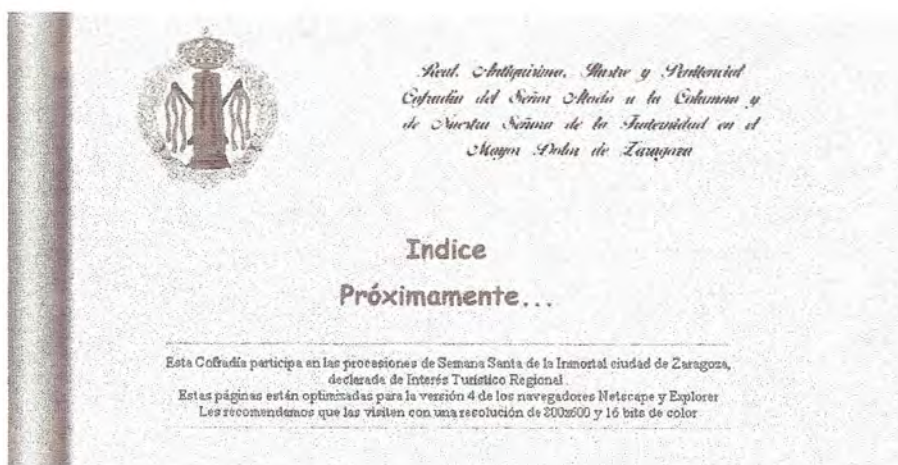 Real, Antiquísima, Ilustre y Penitencial
Cofradía del Señor Atado a la Columna y
de Nuestra Señora de la Fraternidad en el
Mayor Dolor de Zaragoza
Indice
Próximamente...
Esta Cofradía participa en las procesiones de Semana Santa de la Inmortal ciudad de Zaragoza,
declarada de Interés Turístico Regional
Estas páginas están optimizadas para la versión 4 de los navegadores Netscape y Explorer
Les recomendamos que las visiten con una resolución de 800x600 y 16 bits de color